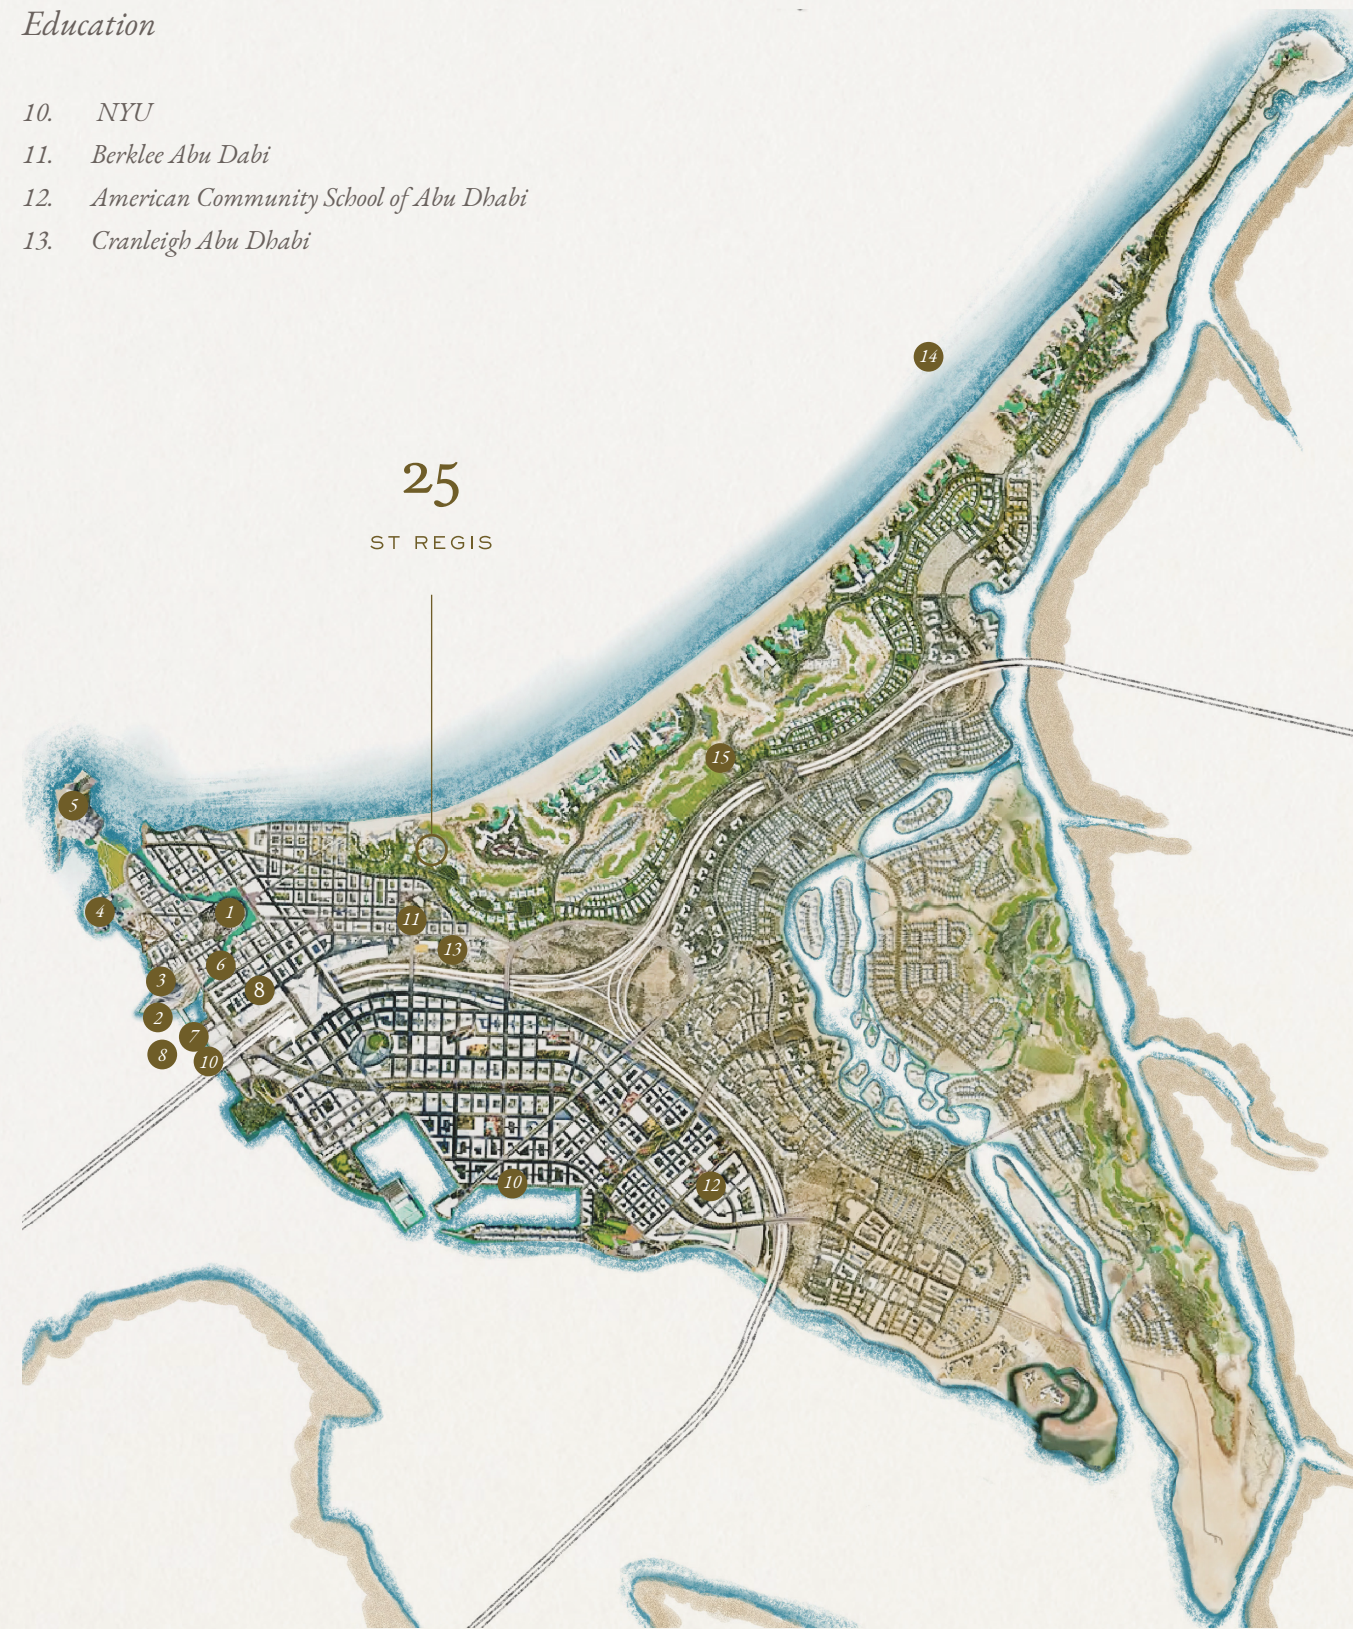 Education
10. NYU
11. Berklee Abu Dabi
12. American Community School of Abu Dhabi
13. Cranleigh Abu Dhabi
14
25
ST REGIS
15
5
4
1
11
13
6
3
8
2
7
8
10
10
12